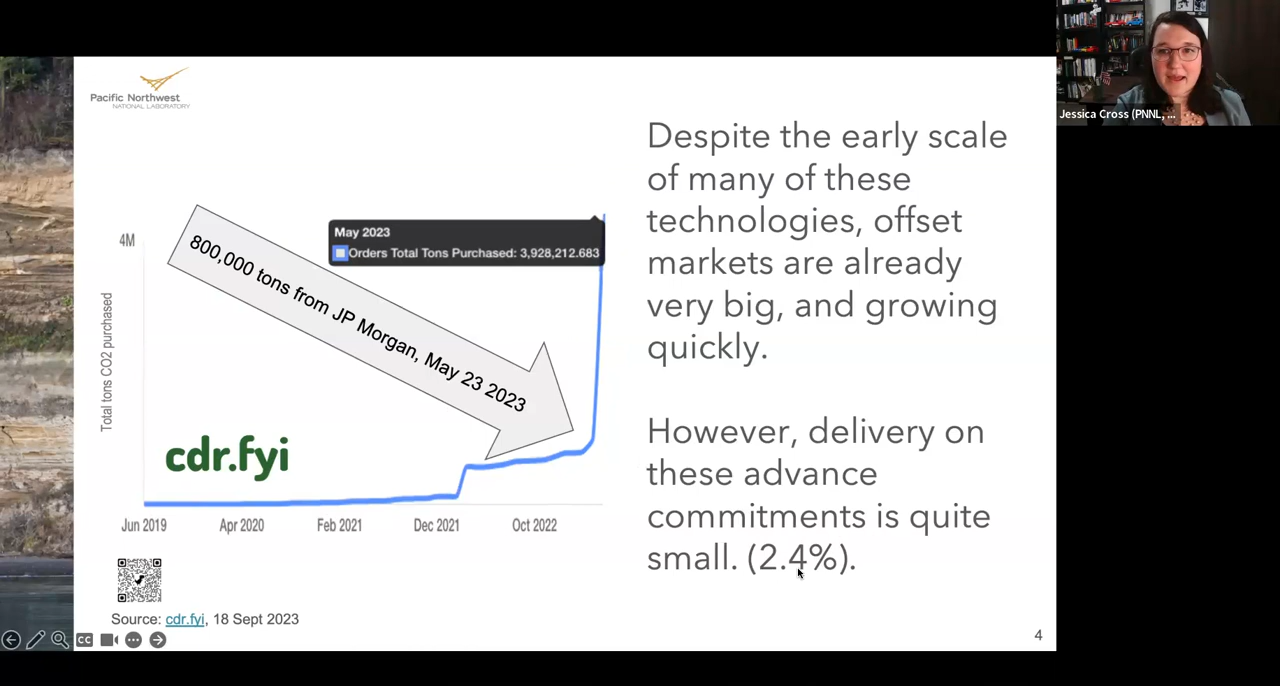 Pacific Northwest
NATIONAL LABORATORY
Jessica Cross (PNNL, ...
Despite the early scale
of many of these
technologies, offset
markets are already
very big, and growing
quickly.
However, delivery on
these advance
commitments is quite
small. (2.4%).
4M
Total tons CO2 purchased
May 2023
Orders Total Tons Purchased: 3,928,212.683
800,000 tons from JP Morgan, May 23 2023
cdr.fyi
Jun 2019 Apr 2020 Feb 2021 Dec 2021 Oct 2022
Source: cdr.fyi, 18 Sept 2023
CC
4